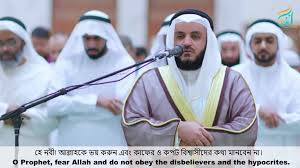 হে নবী! আল্লাহকে ভয় করুন এবং কাফের ও কপট বিশ্বাসীদের কথা মানবেন না।
O Prophet, fear Allah and do not obey the disbelievers and the hypocrites.